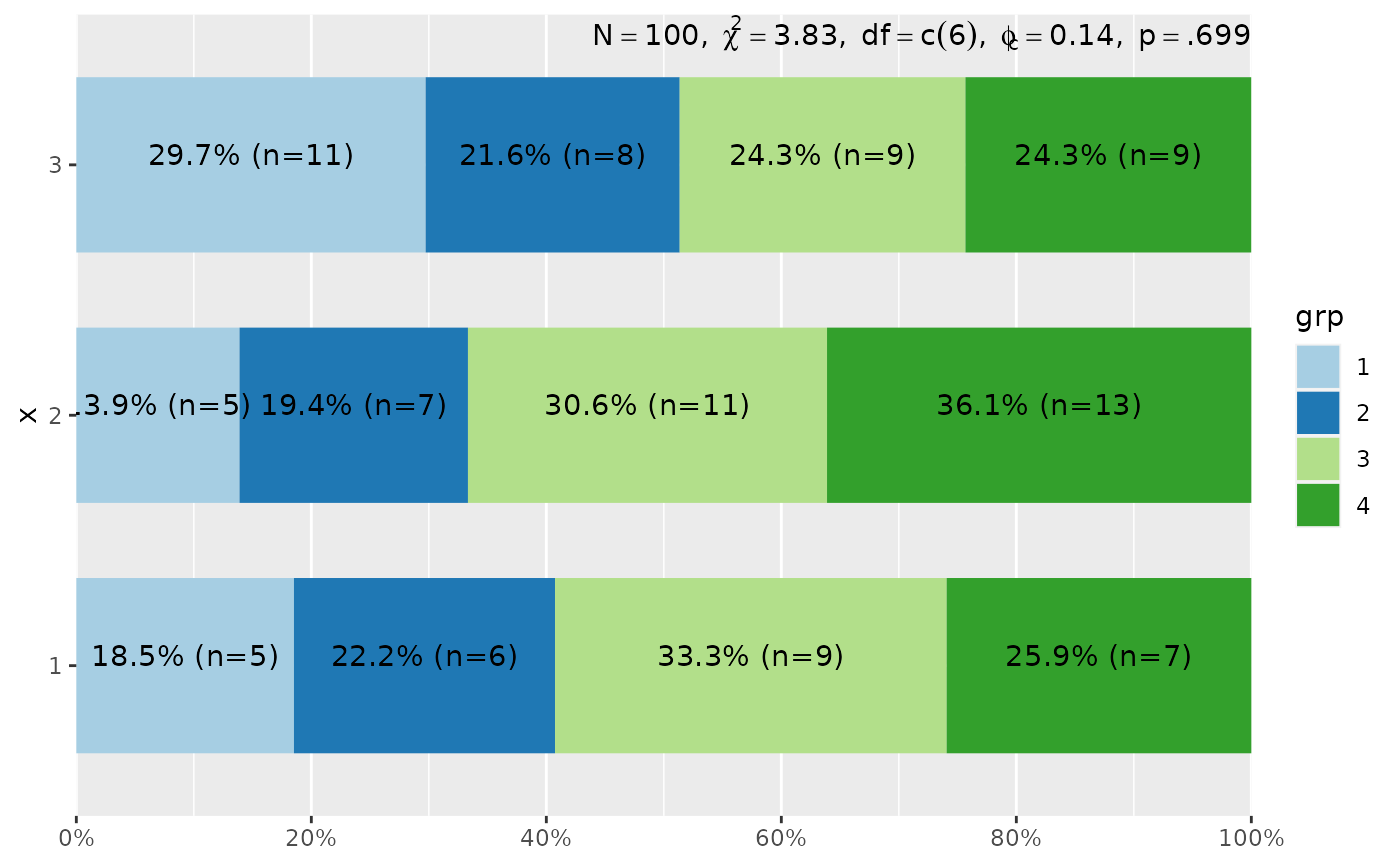 N = 100, χ² = 3.83, df = c(6), ϕc = 0.14, p = .699
3
29.7% (n=11) 21.6% (n=8) 24.3% (n=9) 24.3% (n=9)
grp
1
2
3
4
x
2
.3.9% (n=5) 19.4% (n=7) 30.6% (n=11) 36.1% (n=13)
1
18.5% (n=5) 22.2% (n=6) 33.3% (n=9) 25.9% (n=7)
0% 20% 40% 60% 80% 100%